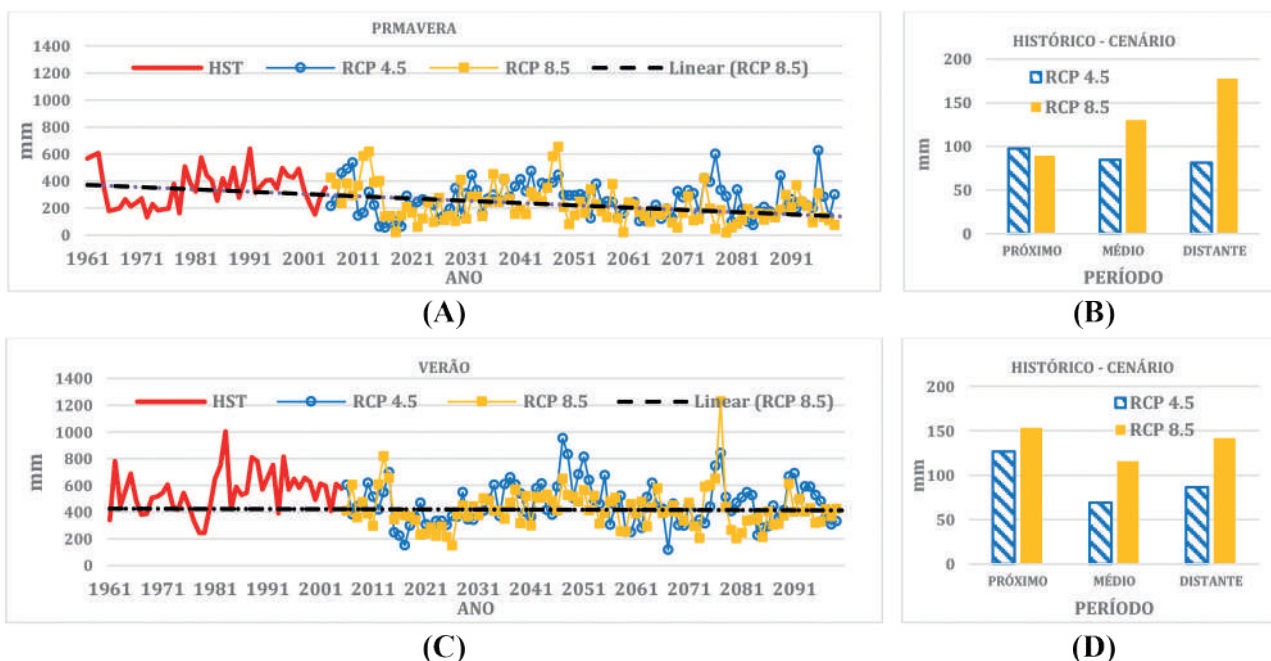 PRMAVERA
1400
1200
1000
800
600
400
200
0
mm
HST
RCP 4.5
RCP 8.5
Linear (RCP 8.5)
1961 1971 1981 1991 2001 2011 2021 2031 2041 2051 2061 2071 2081 2091
ANO
(A)
HISTÓRICO - CENÁRIO
200
150
100
50
0
mm
RCP 4.5
RCP 8.5
PRÓXIMO MÉDIO DISTANTE
PERÍODO
(B)
VERÃO
1400
1200
1000
800
600
400
200
0
mm
HST
RCP 4.5
RCP 8.5
Linear (RCP 8.5)
1961 1971 1981 1991 2001 2011 2021 2031 2041 2051 2061 2071 2081 2091
ANO
(C)
HISTÓRICO - CENÁRIO
200
150
100
50
0
mm
RCP 4.5
RCP 8.5
PRÓXIMO MÉDIO DISTANTE
PERÍODO
(D)